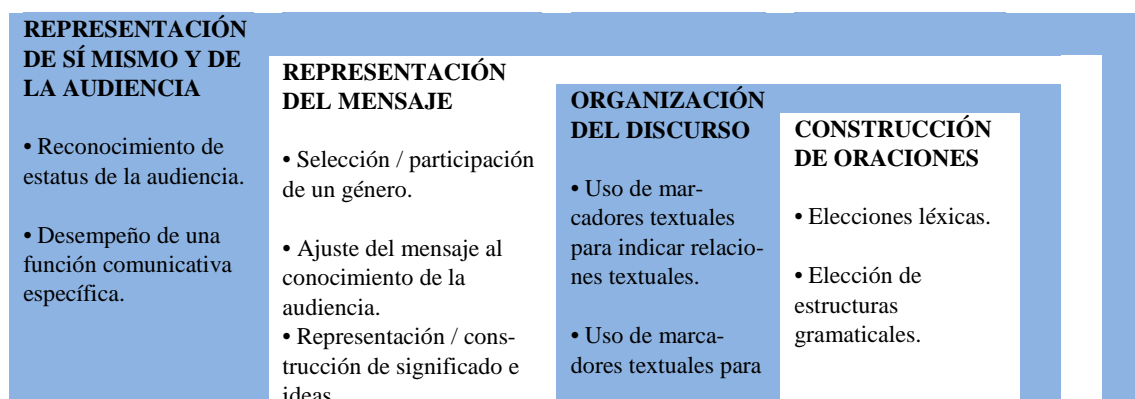 REPRESENTACIÓN
DE SÍ MISMO Y DE
LA AUDIENCIA
• Reconocimiento de
estatus de la audiencia.
• Desempeño de una
función comunicativa
específica.
REPRESENTACIÓN
DEL MENSAJE
• Selección / participación
de un género.
• Ajuste del mensaje al
conocimiento de la
audiencia.
• Representación / cons-
trucción de significado e
ideas
ORGANIZACIÓN
DEL DISCURSO
• Uso de mar-
cadores textuales
para indicar relacio-
nes textuales.
• Uso de marca-
dores textuales para
CONSTRUCCIÓN
DE ORACIONES
• Elecciones léxicas.
• Elección de
estructuras
gramaticales.